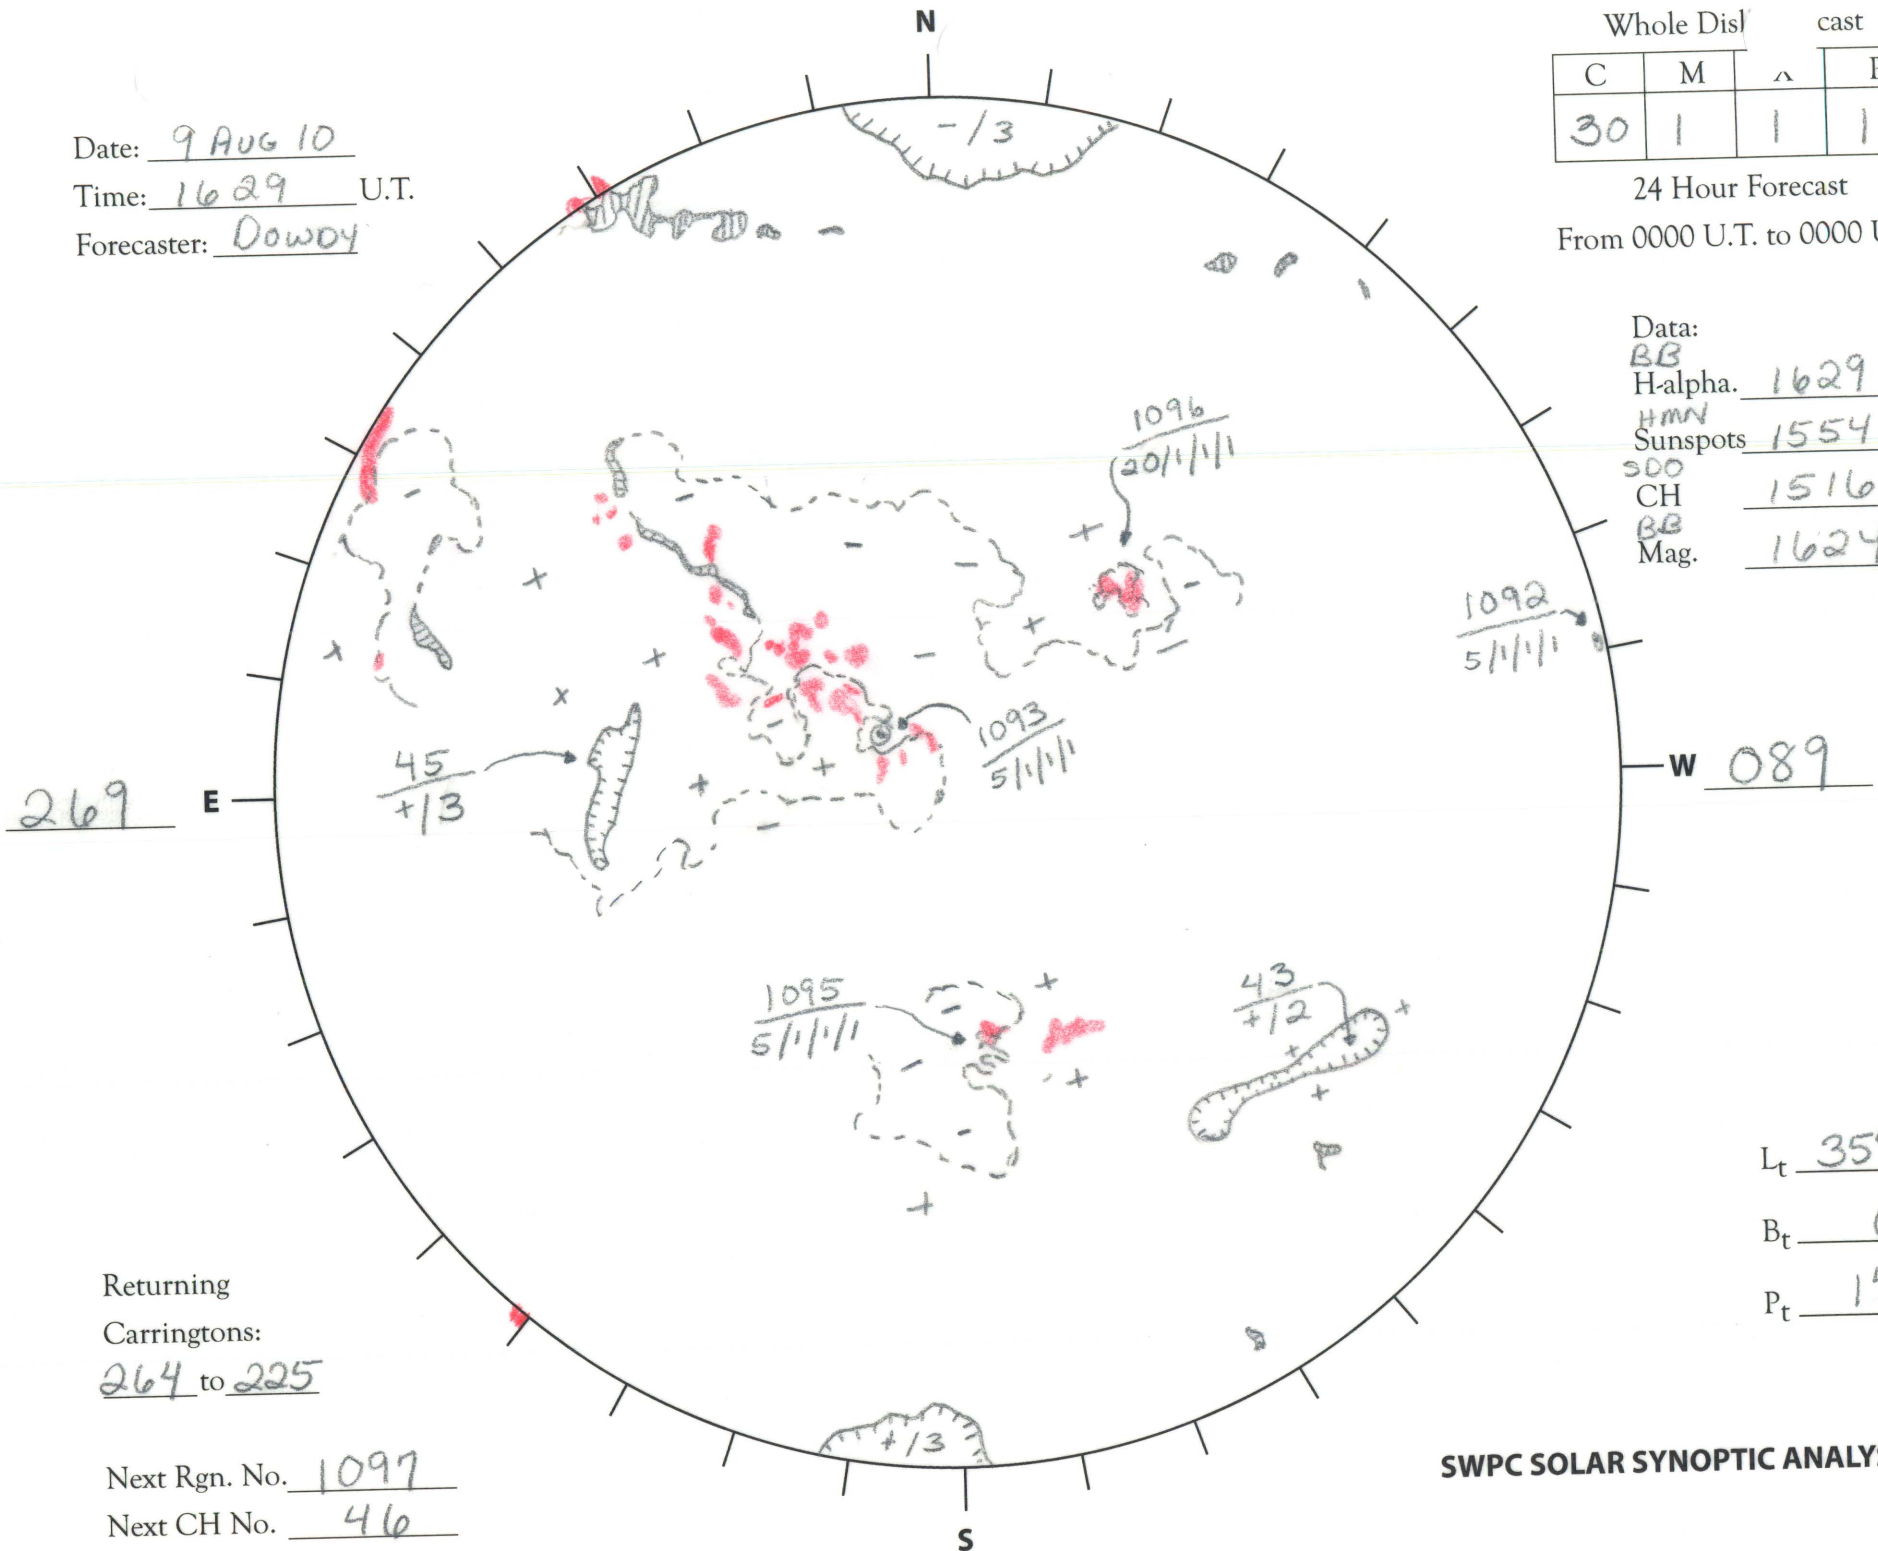 N
Whole Dis cast
C M
30 1 1 1
24 Hour Forecast
From 0000 U.T. to 0000 U
Date: 9 AUG 10
Time: 1629 U.T.
Forecaster: DOWDY
- /3
Data:
BB
H-alpha. 1629
HMN
Sunspots 1554
SDO
CH 1516
BB
Mag. 1624
1096
20/1/1/1
1092
5/1/1/1
1093
5/1/1/1
45
+/3
269 E
W 089
1095
5/1/1/1
43
+/2
Lt 35
Bt
Pt
Returning
Carringtons:
264 to 225
+/3
Next Rgn. No. 1097
Next CH No. 46
SWPC SOLAR SYNOPTIC ANALYS
S